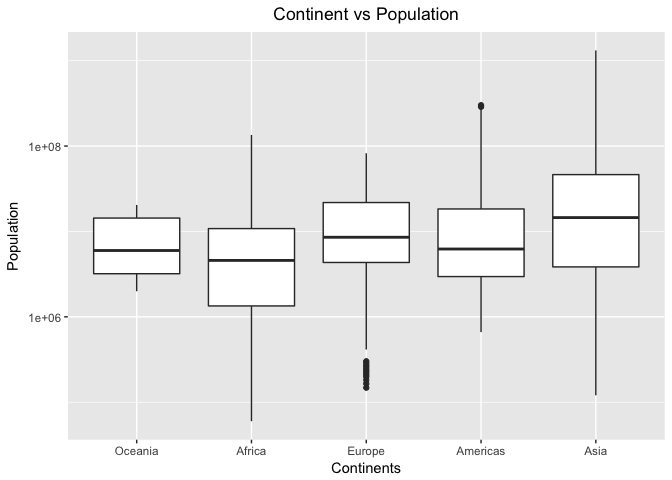 Continent vs Population
Population
1e+08
1e+06
Oceania
Africa
Europe
Americas
Asia
Continents